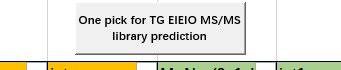 One pick for TG EIEIO MS/MS
library prediction